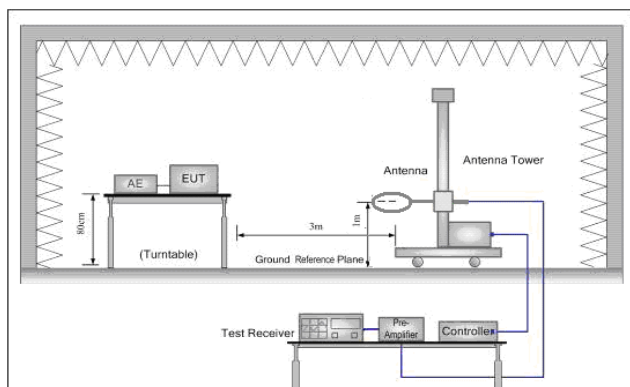 Antenna
Antenna Tower
AE
EUT
80cm
(Turntable)
3m
1m
Ground Reference Plane
Test Receiver
Pre-
Amplifier
Controller